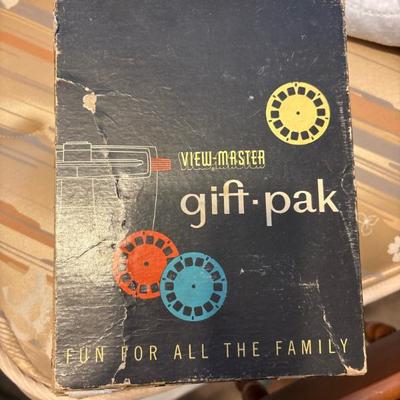 VIEW-MASTER
gift-pak
FUN FOR ALL THE FAMILY